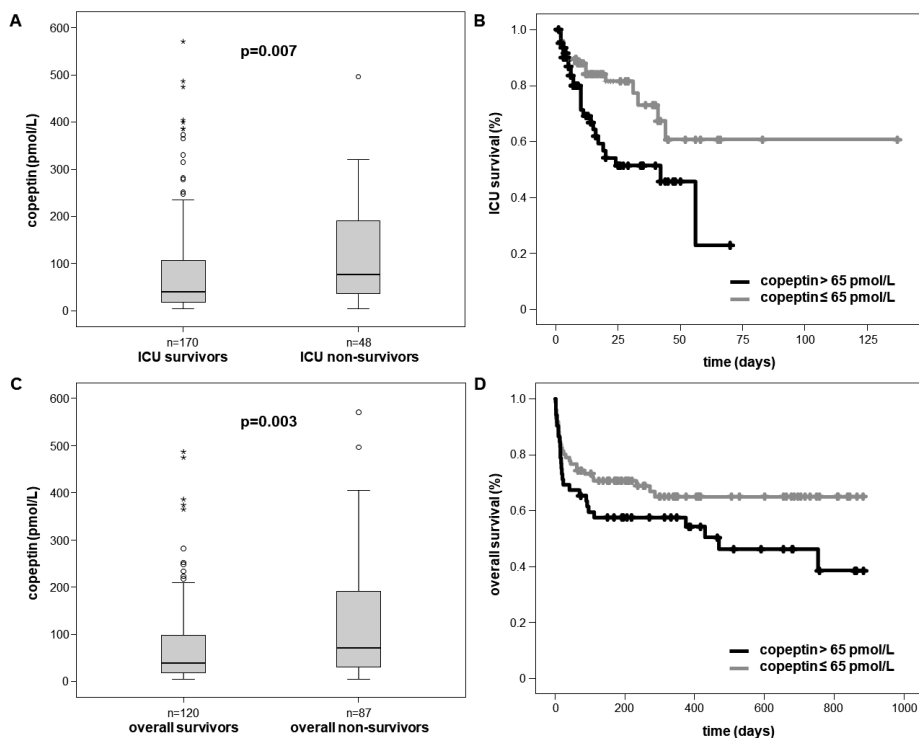 A
600
500
400
300
200
100
0
copeptin (pmol/L)
p=0.007
n=170
n=48
ICU survivors
ICU non-survivors
B
1.0
0.8
0.6
0.4
0.2
0.0
ICU survival (%)
copeptin > 65 pmol/L
copeptin ≤ 65 pmol/L
0 25 50 75 100 125
time (days)
C
600
500
400
300
200
100
0
copeptin (pmol/L)
p=0.003
n=120
n=87
overall survivors
overall non-survivors
D
1.0
0.8
0.6
0.4
0.2
0.0
overall survival (%)
copeptin > 65 pmol/L
copeptin ≤ 65 pmol/L
0 200 400 600 800 1000
time (days)